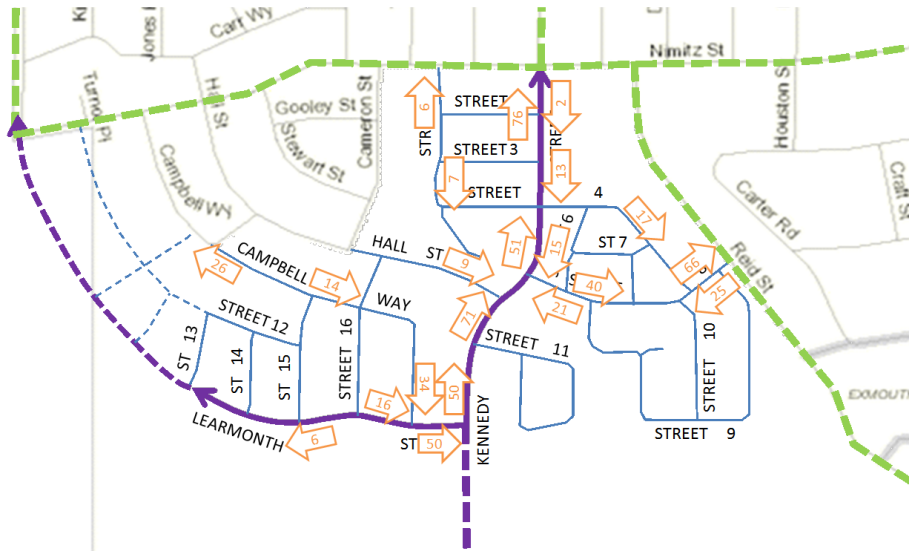 Ki
Jones
Carr Wy
Nimitz St
Houston S
Turner Pl
Hall St
Gooley St
Stewart St
Cameron St
Campbell Wy
STR
6
STREET
76
2
TREE
STREET 3
13
7
STREET
4
Carter Rd
Craft St
Reid St
HALL
ST
9
51
15
6
17
ST 7
66
25
CAMPBELL
26
14
WAY
40
21
STREET 12
STREET 16
71
STREET 11
STREET 10
ST 13
ST 14
ST 15
34
50
16
LEARMONTH
6
ST
50
KENNEDY
STREET 9
EXMOUT